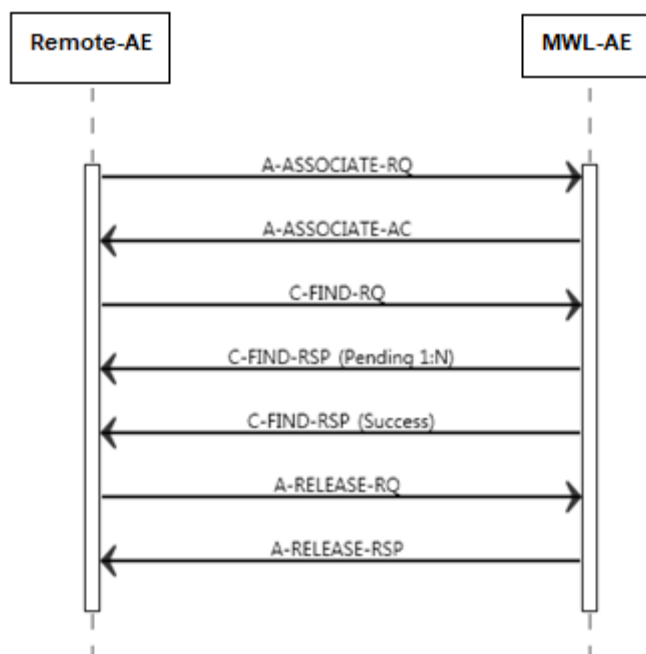 Remote-AE
MWL-AE
A-ASSOCIATE-RQ
A-ASSOCIATE-AC
C-FIND-RQ
C-FIND-RSP (Pending 1:N)
C-FIND-RSP (Success)
A-RELEASE-RQ
A-RELEASE-RSP